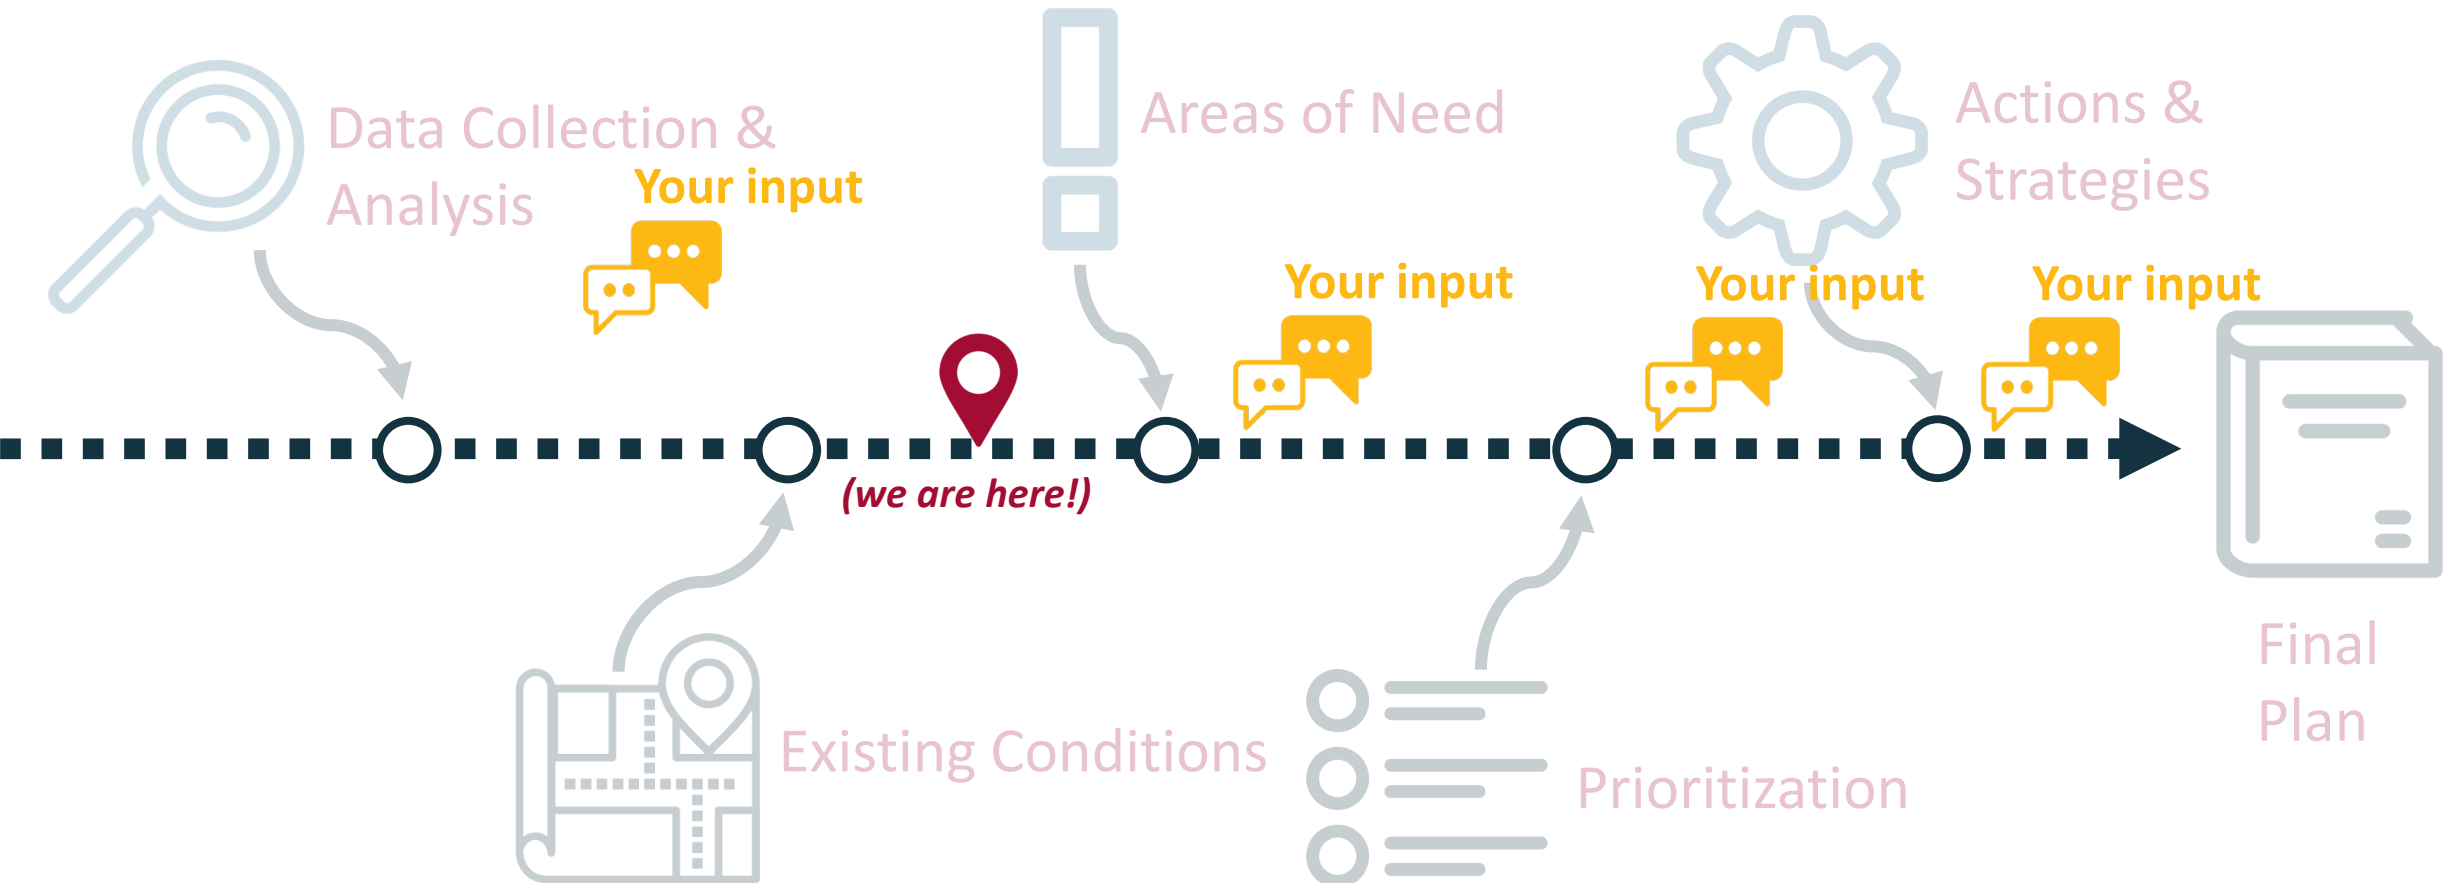 Data Collection &
Analysis
Your input
Areas of Need
Your input
Actions &
Strategies
Your input
Your input
(we are here!)
Existing Conditions
Prioritization
Final
Plan